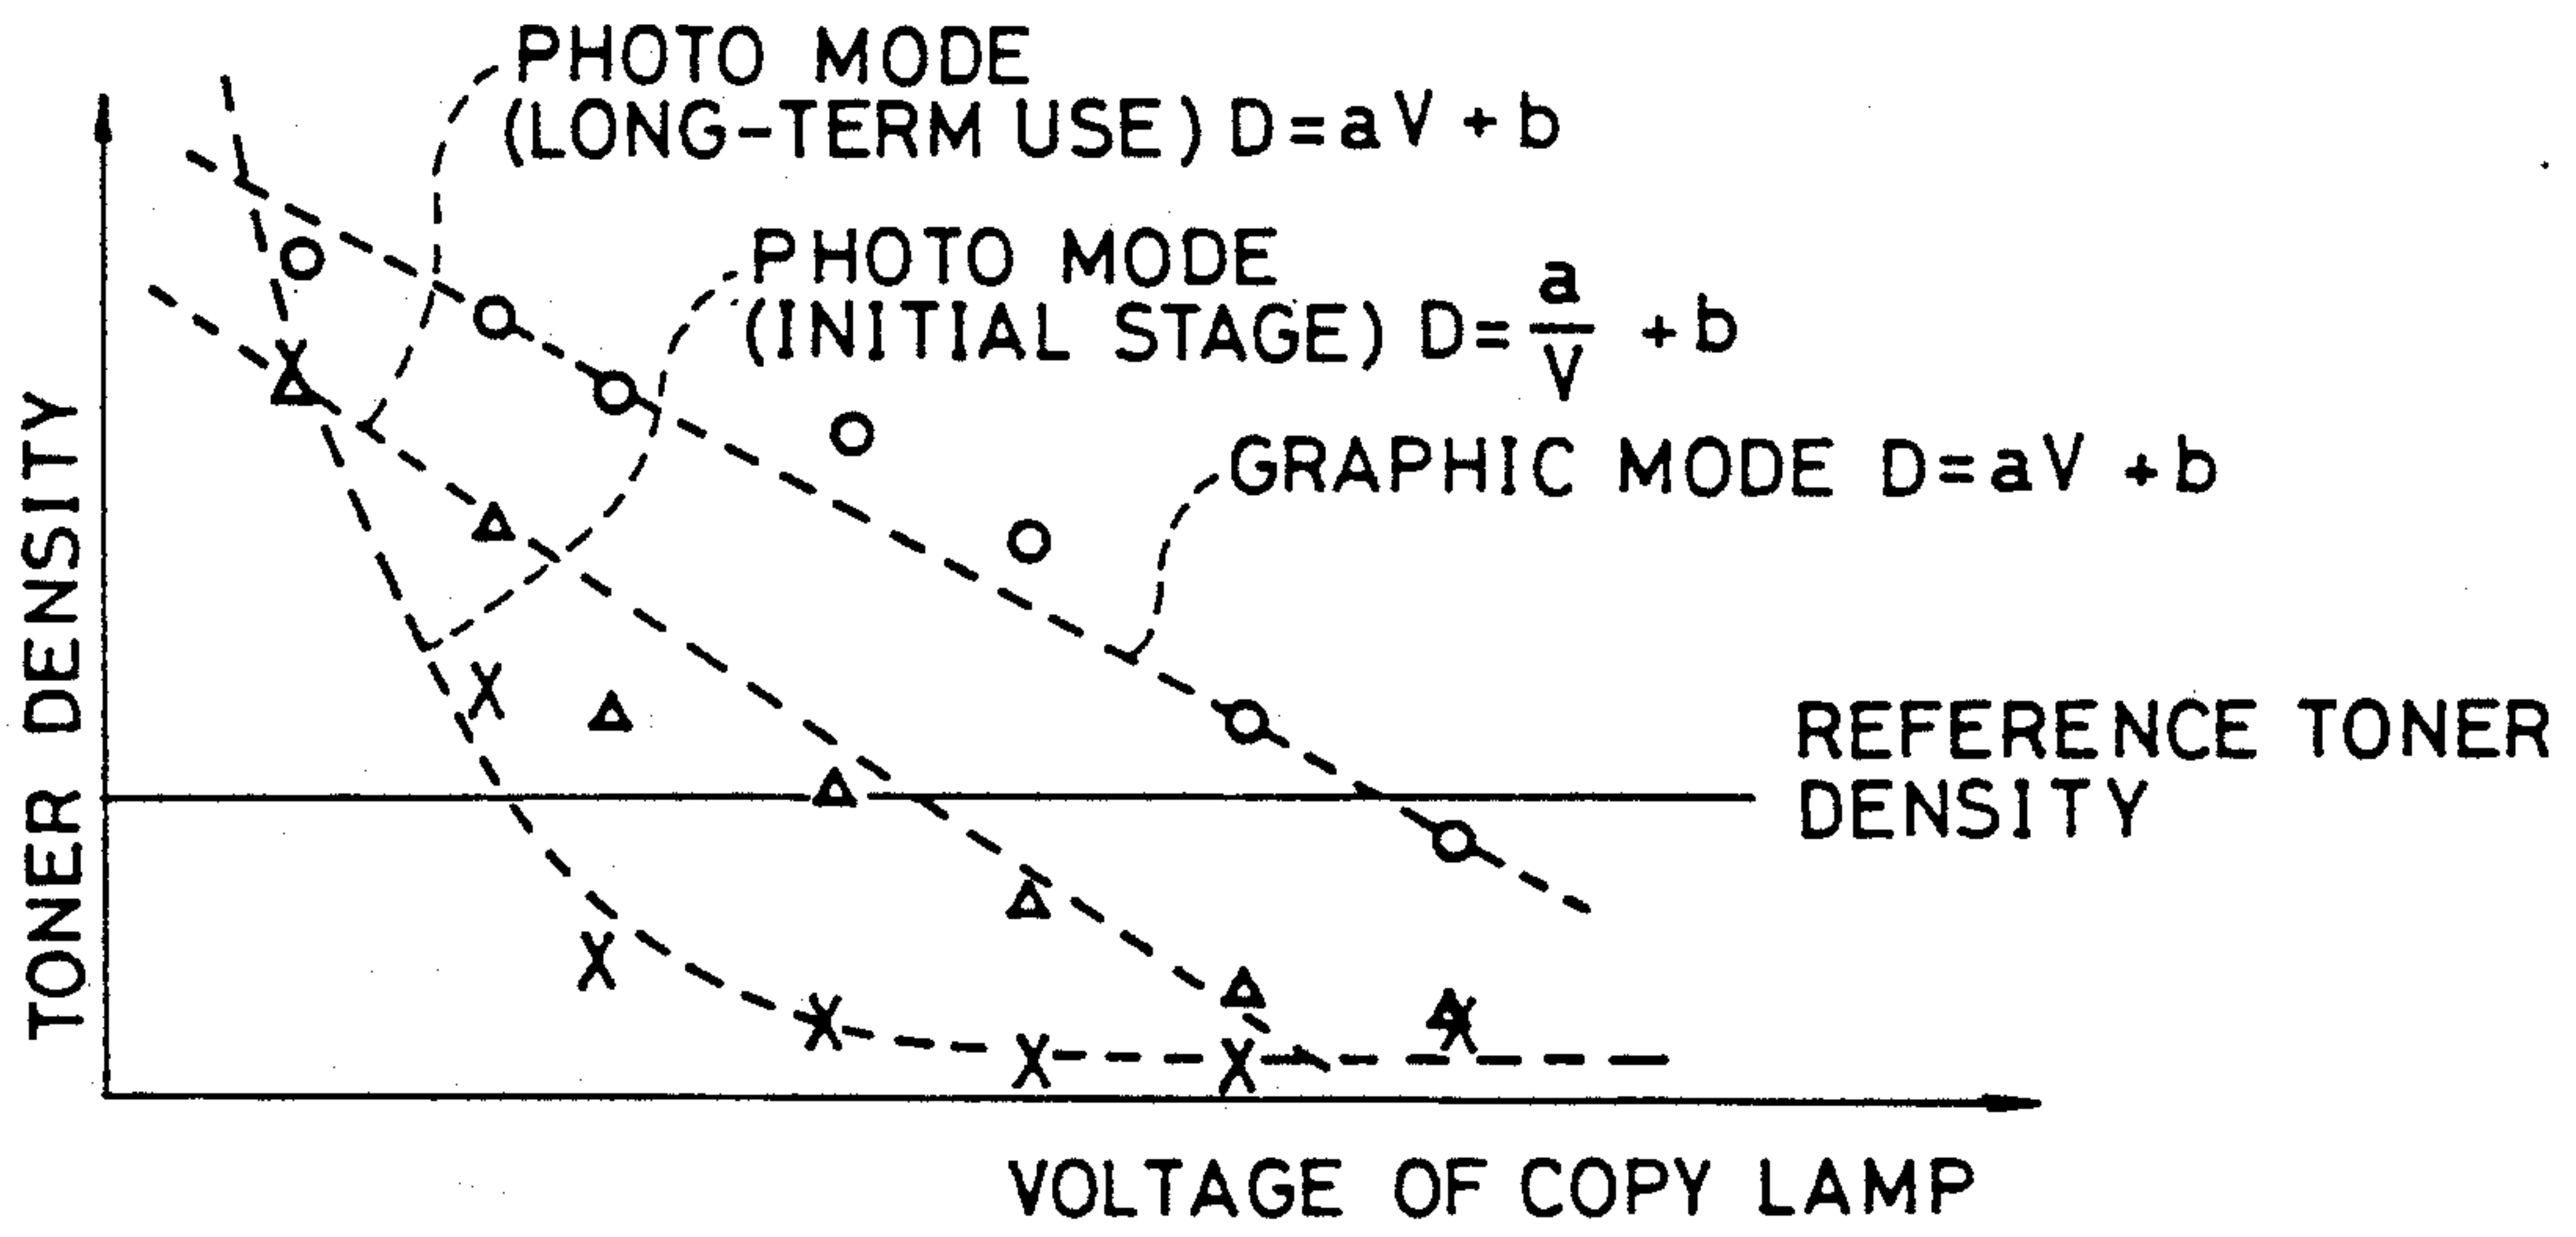 PHOTO MODE
(LONG-TERM USE) D=aV+b
PHOTO MODE
(INITIAL STAGE) D=a/V+b
GRAPHIC MODE D=aV+b
REFERENCE TONER
DENSITY
TONER DENSITY
VOLTAGE OF COPY LAMP